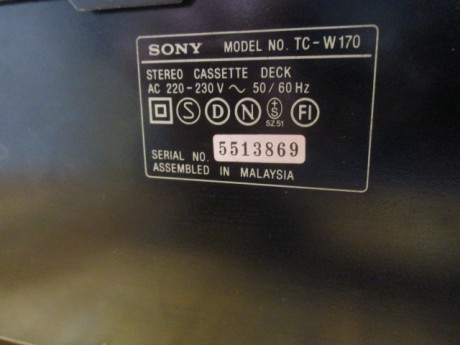 SONY MODEL NO. TC-W170
STEREO CASSETTE DECK
AC 220-230 V ~ 50/60 Hz
S D N +S FI
SZ 51
SERIAL NO. 5513869
ASSEMBLED IN MALAYSIA